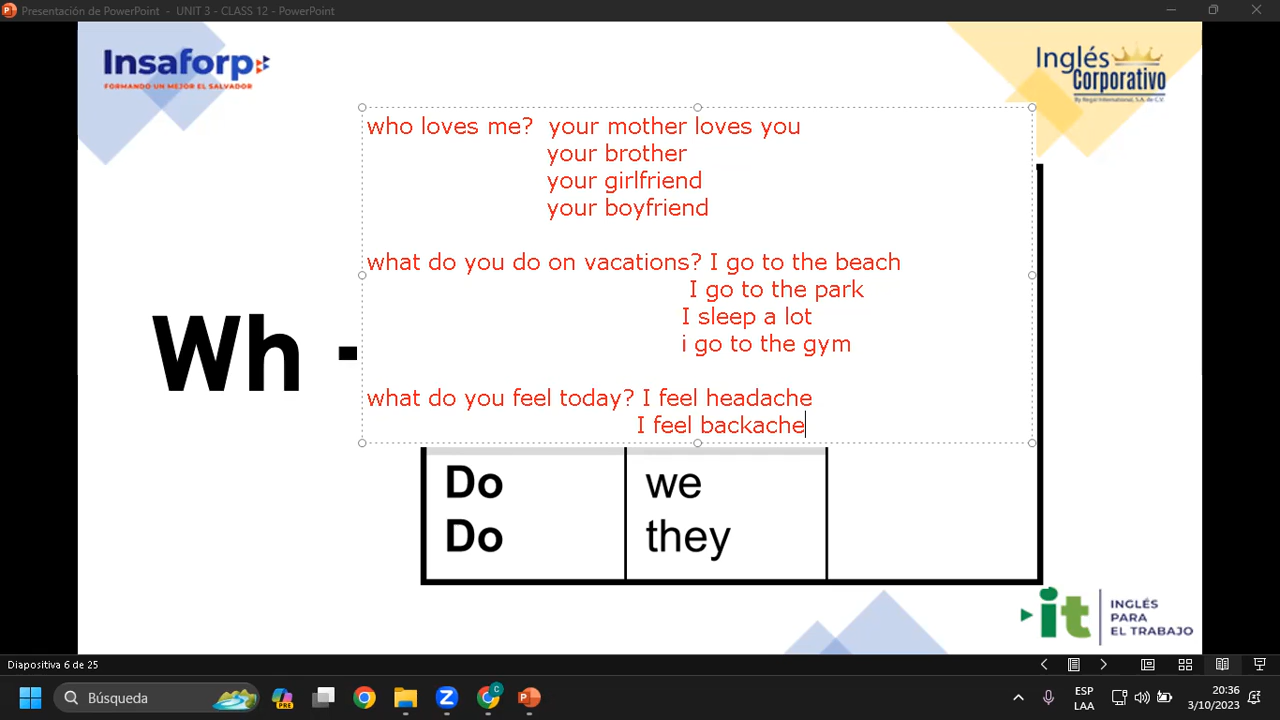 Presentación de PowerPoint - UNIT 3 - CLASS 12 - PowerPoint
Insaforp
FORMANDO UN MEJOR EL SALVADOR
Inglés
Corporativo
By Regal International, S.A. de C.V.
who loves me? your mother loves you
your brother
your girlfriend
your boyfriend
what do you do on vacations? I go to the beach
I go to the park
I sleep a lot
i go to the gym
Wh -
what do you feel today? I feel headache
I feel backache
Do we
Do they
it INGLÉS
PARA
EL TRABAJO
Diapositiva 6 de 25
Búsqueda
PRE
C
ESP
LAA
20:36
3/10/2023